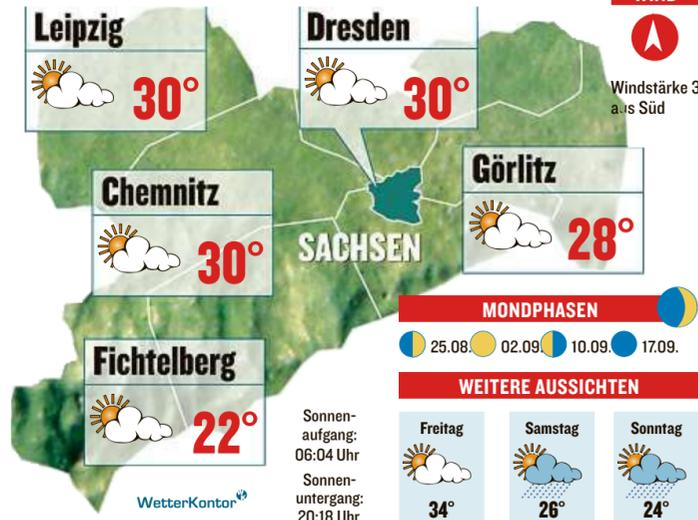 Leipzig
30°
Dresden
30°
Windstärke 3
aus Süd
Chemnitz
30°
Görlitz
28°
SACHSEN
Fichtelberg
22°
MONDPHASEN
25.08. 02.09. 10.09. 17.09.
WEITERE AUSSICHTEN
Freitag
34°
Samstag
26°
Sonntag
24°
Sonnen-
aufgang:
06:04 Uhr
Sonnen-
untergang:
20:18 Uhr
WetterKontor